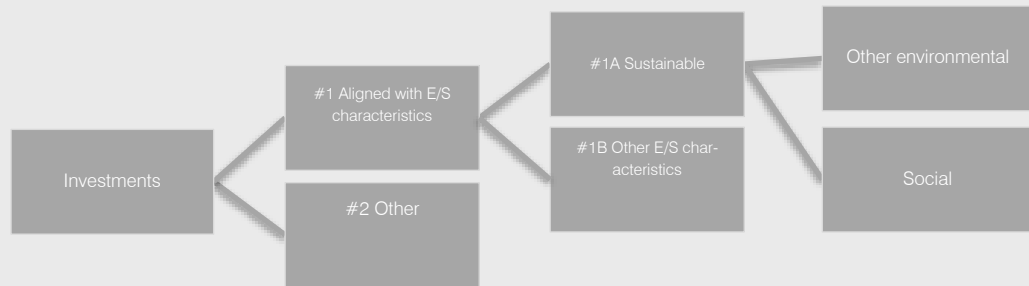 Investments
#1 Aligned with E/S
characteristics
#2 Other
#1A Sustainable
#1B Other E/S char-
acteristics
Other environmental
Social